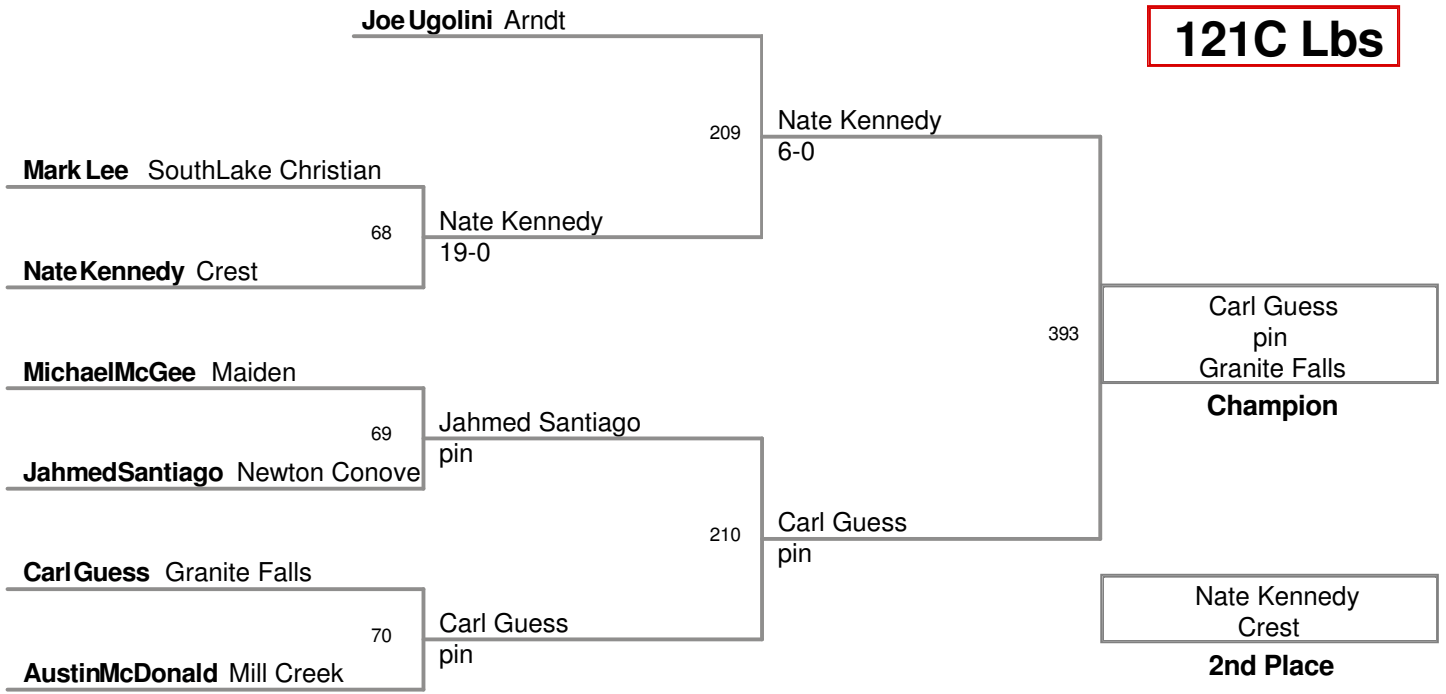 Joe Ugolini Arndt
121C Lbs
209
Nate Kennedy
6-0
Mark Lee SouthLake Christian
68
Nate Kennedy
19-0
Nate Kennedy Crest
393
Carl Guess
pin
Granite Falls
Champion
Michael McGee Maiden
69
Jahmed Santiago
pin
Jahmed Santiago Newton Conove
210
Carl Guess
pin
Carl Guess Granite Falls
70
Carl Guess
pin
Austin McDonald Mill Creek
Nate Kennedy
Crest
2nd Place